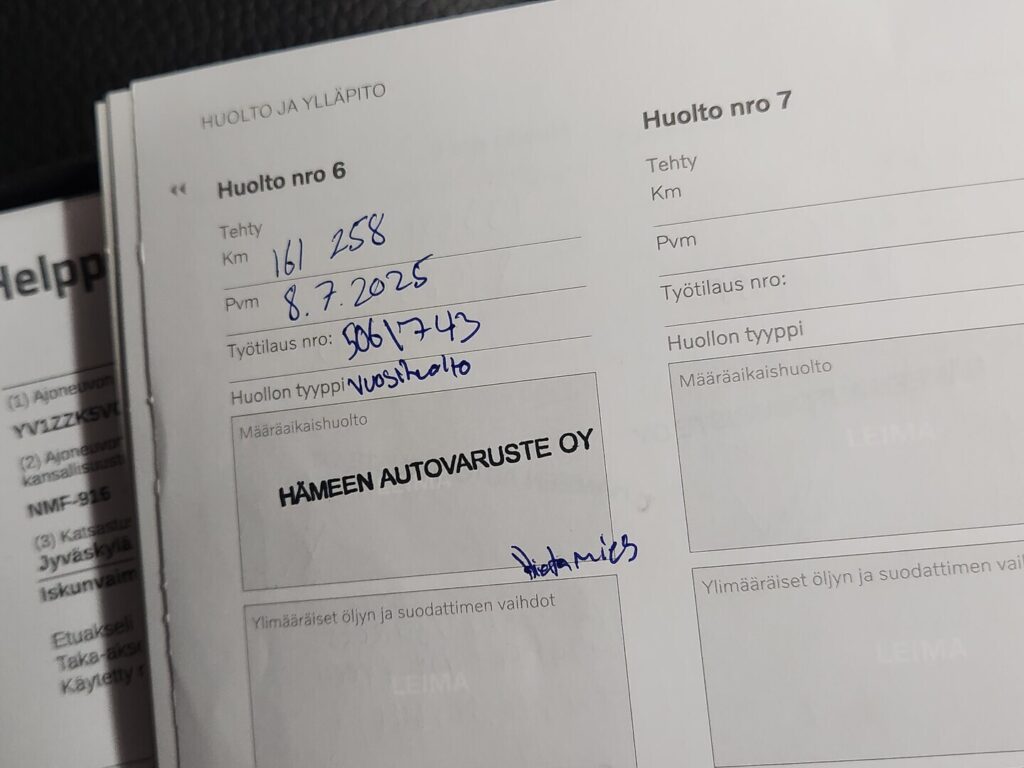 HUOLTO JA YLLÄPITO
Huolto nro 6
Tehty
Km 161 258
Pvm 8.7.2025
Työtilaus nro: 5061743
Huollon tyyppi Vuosihuolto
Määräaikaishuolto
HÄMEEN AUTOVARUSTE OY
Ylimääräiset öljyn ja suodattimen vaihdot
LEIMA
Huolto nro 7
Tehty
Km
Pvm
Työtilaus nro:
Huollon tyyppi
Määräaikaishuolto
LEIMA
Ylimääräiset öljyn ja suodattimen vai
LEIMA
Helpp
(1) Ajoneuvon
YV1ZZK5V
(2) Ajoneuvon
kansallisuust
NMF-916
(3) Katsastu
Jyväskylä
Iskunvaim
Etuakseli
Taka-akse
Käytetty